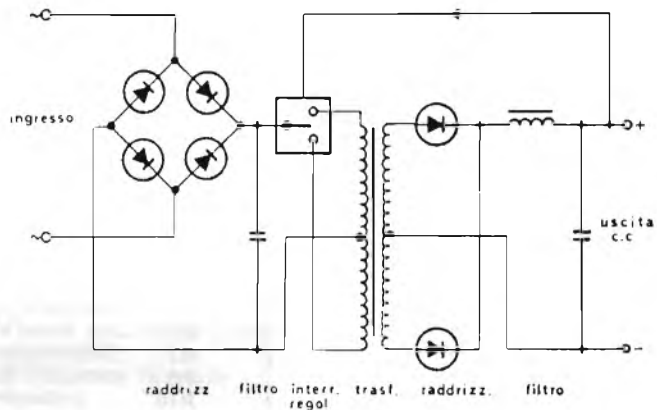 ~
ingresso
~
+
uscita
c.c
-
raddrizz filtro interr. trasf. raddrizz. filtro
regol